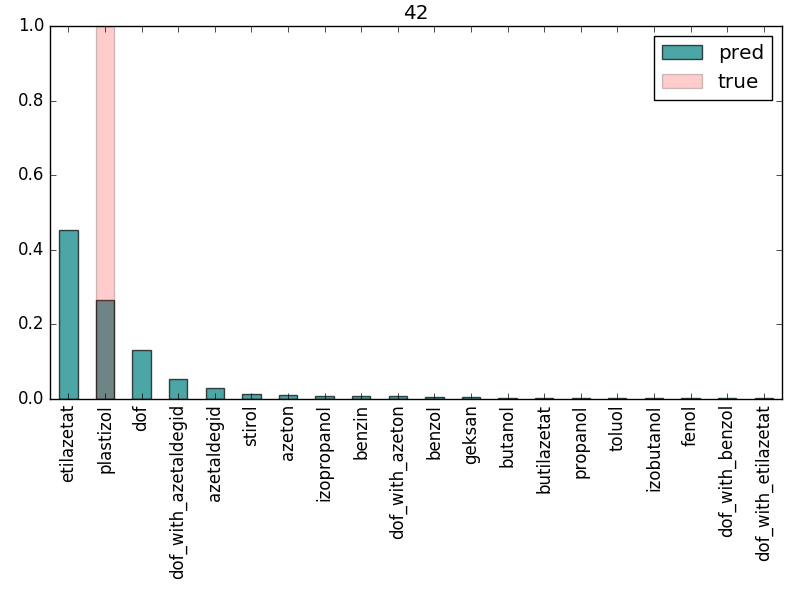 42
pred
true
1.0
0.8
0.6
0.4
0.2
0.0
etilazetat
plastizol
dof
dof_with_azetaldegid
azetaldegid
stirol
azeton
izopropanol
benzin
dof_with_azeton
benzol
geksan
butanol
butilazetat
propanol
toluol
izobutanol
fenol
dof_with_benzol
dof_with_etilazetat